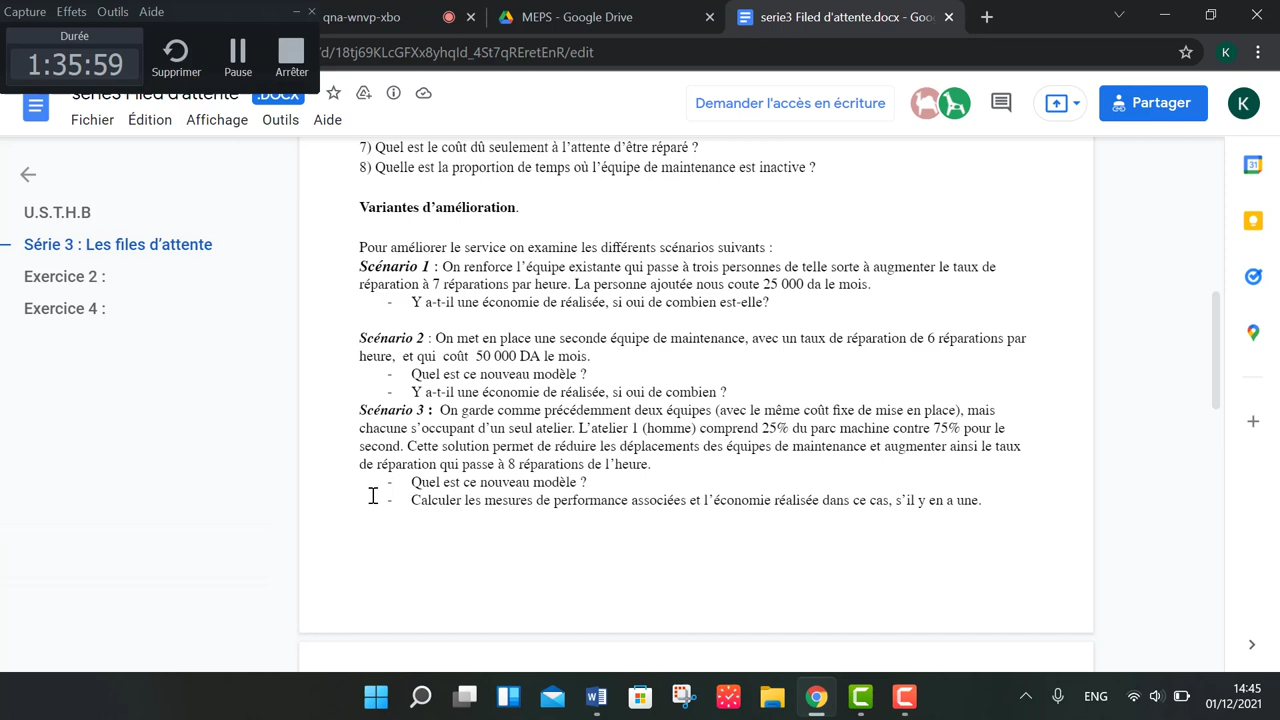 Capture Effets Outils Aide
qna-wnvp-xbo
MEPS - Google Drive
serie3 Filed d'attente.docx - Goo
Durée
1:35:59
Supprimer
Pause
Arrêter
/d/18tj69KLcGFXx8yhqId_4St7qREretEnR/edit
serie3 Filed d'attente
.DOCX
Demander l'accès en écriture
Partager
K
K
Fichier Édition Affichage Outils Aide
7) Quel est le coût dû seulement à l'attente d'être réparé ?
8) Quelle est la proportion de temps où l'équipe de maintenance est inactive ?
U.S.T.H.B
Série 3 : Les files d'attente
Exercice 2 :
Exercice 4 :
Variantes d'amélioration.
Pour améliorer le service on examine les différents scénarios suivants :
Scénario 1 : On renforce l'équipe existante qui passe à trois personnes de telle sorte à augmenter le taux de
réparation à 7 réparations par heure. La personne ajoutée nous coute 25 000 da le mois.
- Y a-t-il une économie de réalisée, si oui de combien est-elle?
Scénario 2 : On met en place une seconde équipe de maintenance, avec un taux de réparation de 6 réparations par
heure, et qui coût 50 000 DA le mois.
- Quel est ce nouveau modèle ?
- Y a-t-il une économie de réalisée, si oui de combien ?
Scénario 3 : On garde comme précédemment deux équipes (avec le même coût fixe de mise en place), mais
chacune s'occupant d'un seul atelier. L'atelier 1 (homme) comprend 25% du parc machine contre 75% pour le
second. Cette solution permet de réduire les déplacements des équipes de maintenance et augmenter ainsi le taux
de réparation qui passe à 8 réparations de l'heure.
- Quel est ce nouveau modèle ?
- Calculer les mesures de performance associées et l'économie réalisée dans ce cas, s'il y en a une.
31
ENG
14:45
01/12/2021